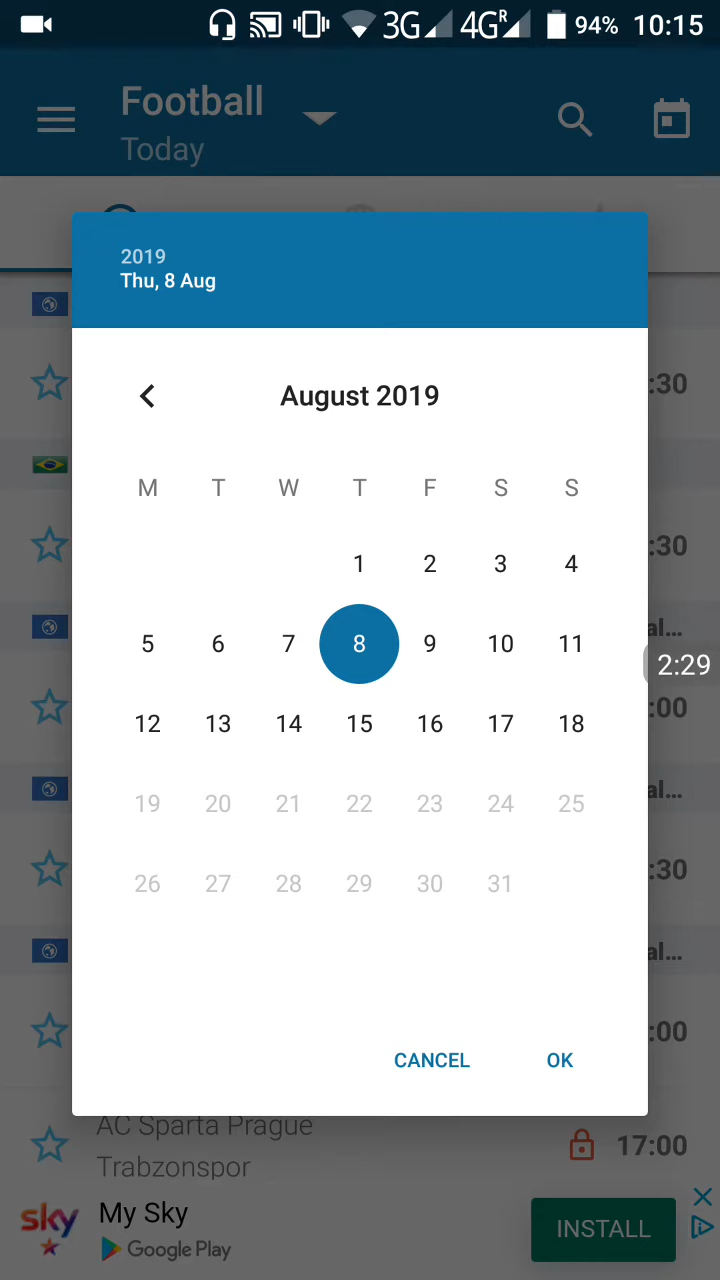 3G 4G R 94% 10:15
Football
Today
2019
Thu, 8 Aug
August 2019
M T W T F S S
1 2 3 4
5 6 7 8 9 10 11
12 13 14 15 16 17 18
19 20 21 22 23 24 25
26 27 28 29 30 31
CANCEL OK
:30
:30
al...
2:29
:00
al...
:30
al...
:00
AC Sparta Prague
Trabzonspor
17:00
sky
My Sky
Google Play
INSTALL